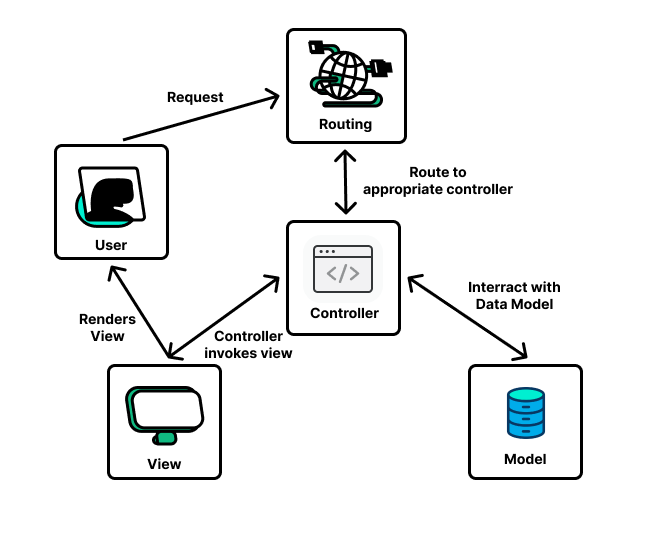 Request
Routing
Route to
appropriate controller
User
Controller
Interract with
Data Model
Renders
View
Controller
invokes view
View
Model